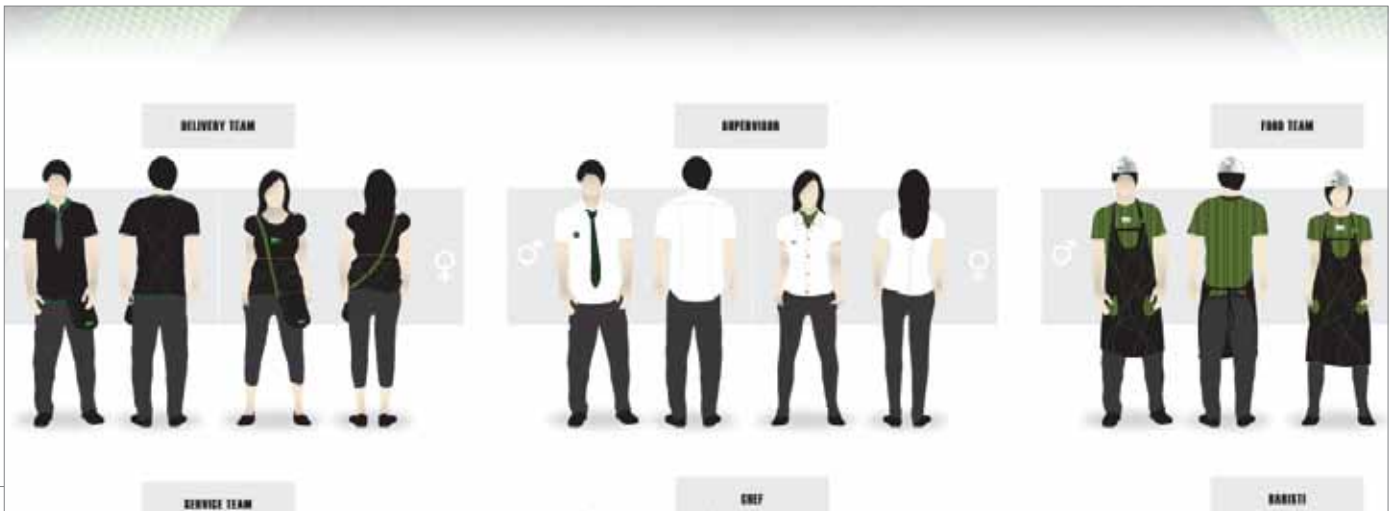 DELIVERY TEAM
SUPERVISOR
FOOD TEAM
SERVICE TEAM
CHEF
BARISTI